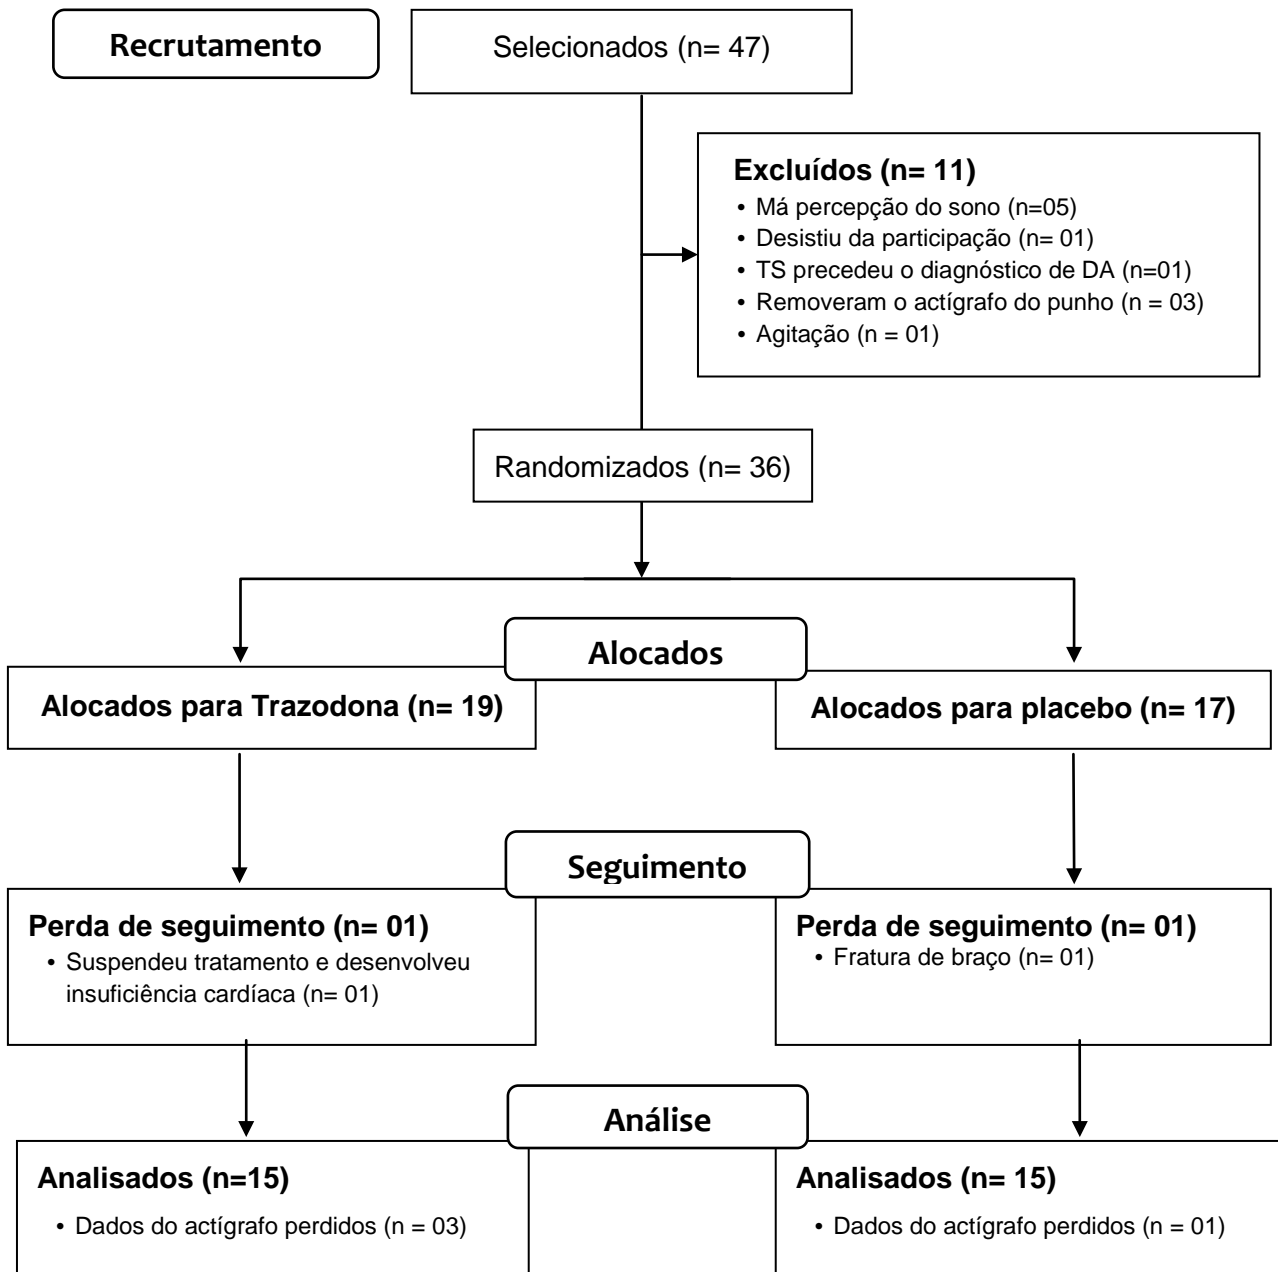 Recrutamento
Selecionados (n= 47)
Excluídos (n= 11)
• Má percepção do sono (n=05)
• Desistiu da participação (n= 01)
• TS precedeu o diagnóstico de DA (n=01)
• Removeram o actígrafo do punho (n = 03)
• Agitação (n = 01)
Randomizados (n= 36)
Alocados
Alocados para Trazodona (n= 19)
Alocados para placebo (n= 17)
Seguimento
Perda de seguimento (n= 01)
• Suspendeu tratamento e desenvolveu
insuficiência cardíaca (n= 01)
Perda de seguimento (n= 01)
• Fratura de braço (n= 01)
Análise
Analisados (n=15)
• Dados do actígrafo perdidos (n = 03)
Analisados (n= 15)
• Dados do actígrafo perdidos (n = 01)